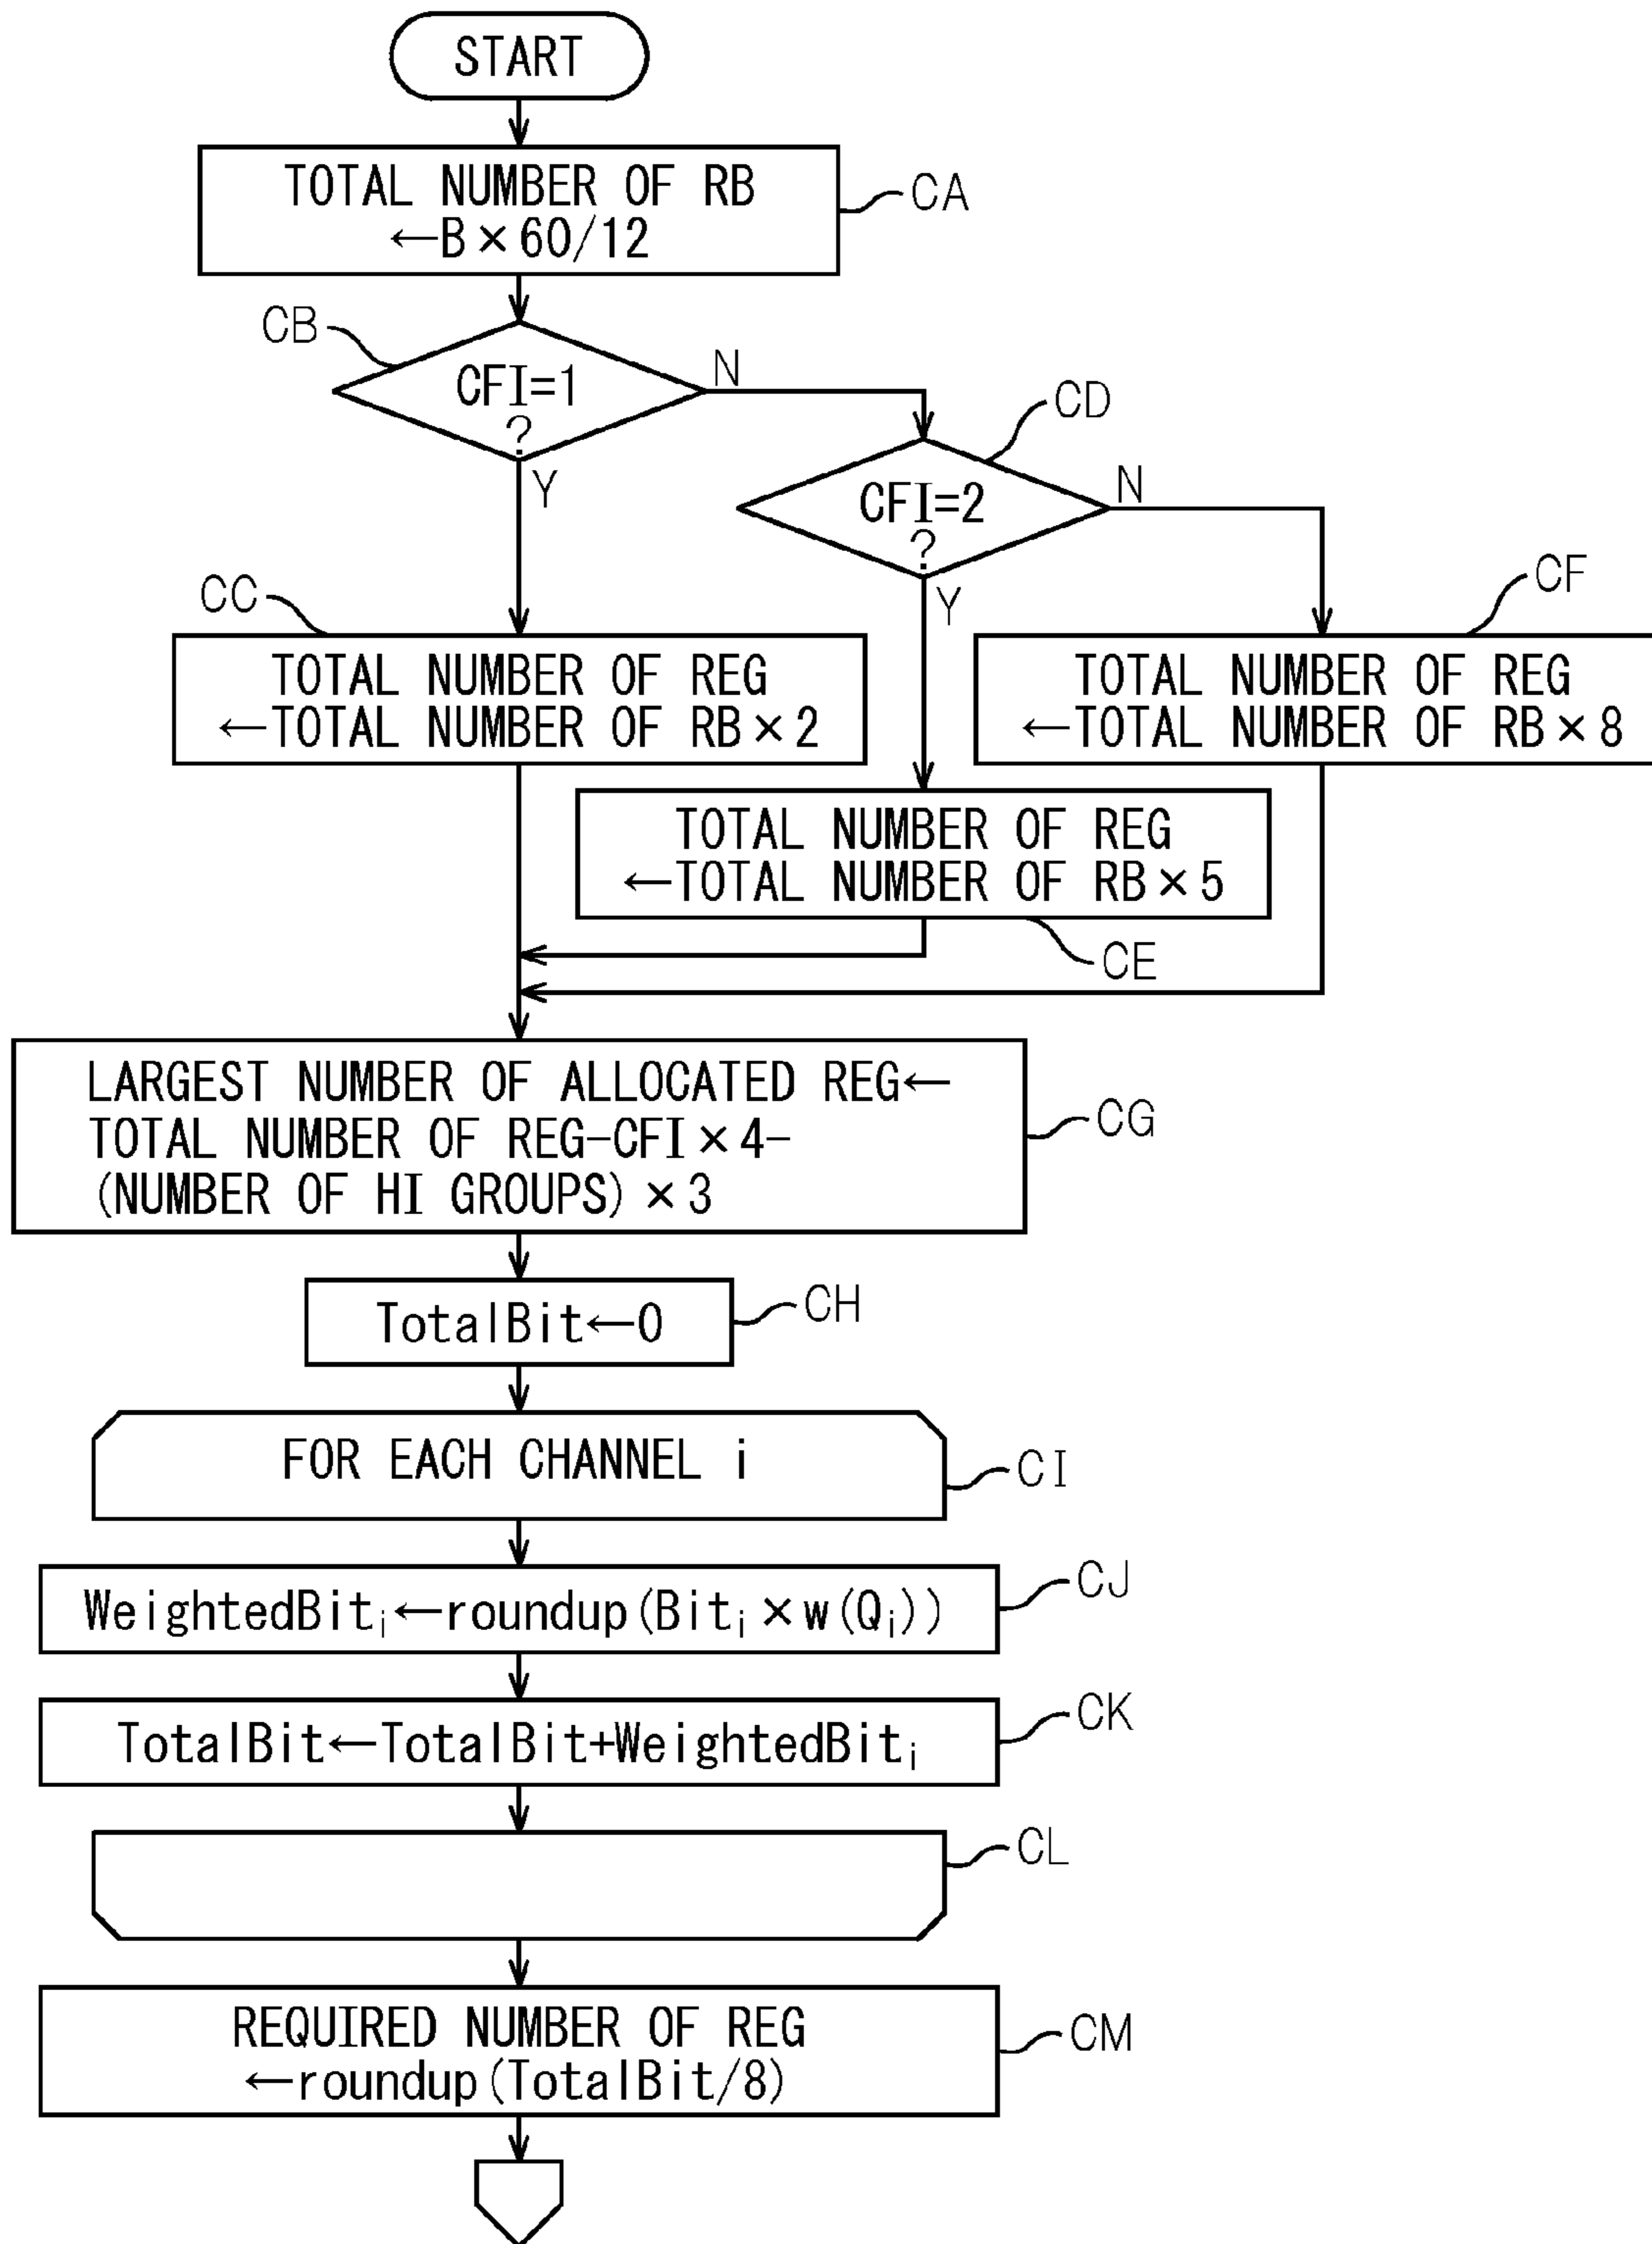 START
TOTAL NUMBER OF RB
←B×60/12
CA
CB
CFI=1
?
N
Y
CD
CFI=2
?
N
Y
CC
TOTAL NUMBER OF REG
←TOTAL NUMBER OF RB×2
CF
TOTAL NUMBER OF REG
←TOTAL NUMBER OF RB×8
TOTAL NUMBER OF REG
←TOTAL NUMBER OF RB×5
CE
LARGEST NUMBER OF ALLOCATED REG←
TOTAL NUMBER OF REG-CFI×4-
(NUMBER OF HI GROUPS)×3
CG
TotalBit←0
CH
FOR EACH CHANNEL i
CI
WeightedBitᵢ←roundup(Bitᵢ×w(Qᵢ))
CJ
TotalBit←TotalBit+WeightedBitᵢ
CK
CL
REQUIRED NUMBER OF REG
←roundup(TotalBit/8)
CM